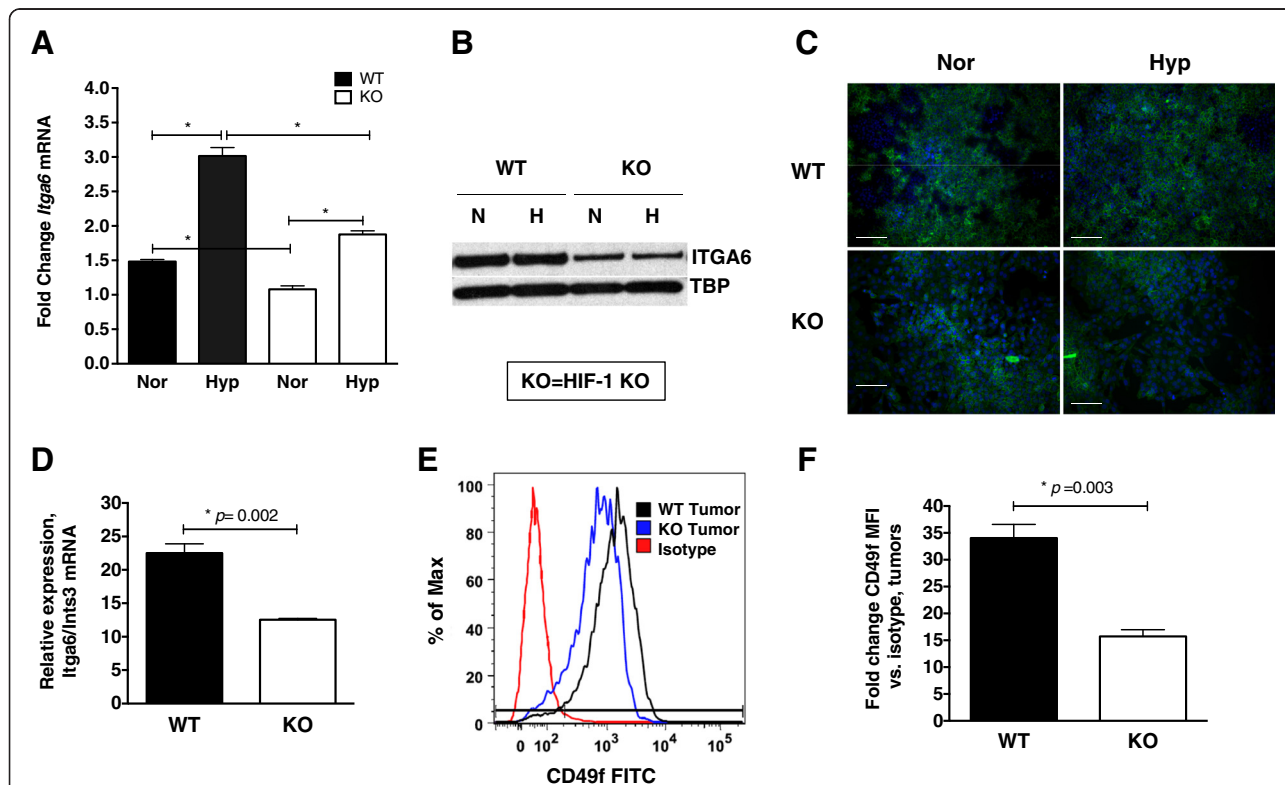 A
WT
KO
Fold Change Itga6 mRNA
4.0
3.5
3.0
2.5
2.0
1.5
1.0
0.5
0.0
*
*
*
*
Nor
Hyp
Nor
Hyp
B
WT
KO
N
H
N
H
ITGA6
TBP
KO=HIF-1 KO
C
Nor
Hyp
WT
KO
D
Relative expression,
Itga6/Ints3 mRNA
30
25
20
15
10
5
0
* p= 0.002
WT
KO
E
% of Max
100
80
60
40
20
0
WT Tumor
KO Tumor
Isotype
0
10²
10³
10⁴
10⁵
CD49f FITC
F
Fold change CD49f MFI
vs. isotype, tumors
40
35
30
25
20
15
10
5
0
* p =0.003
WT
KO